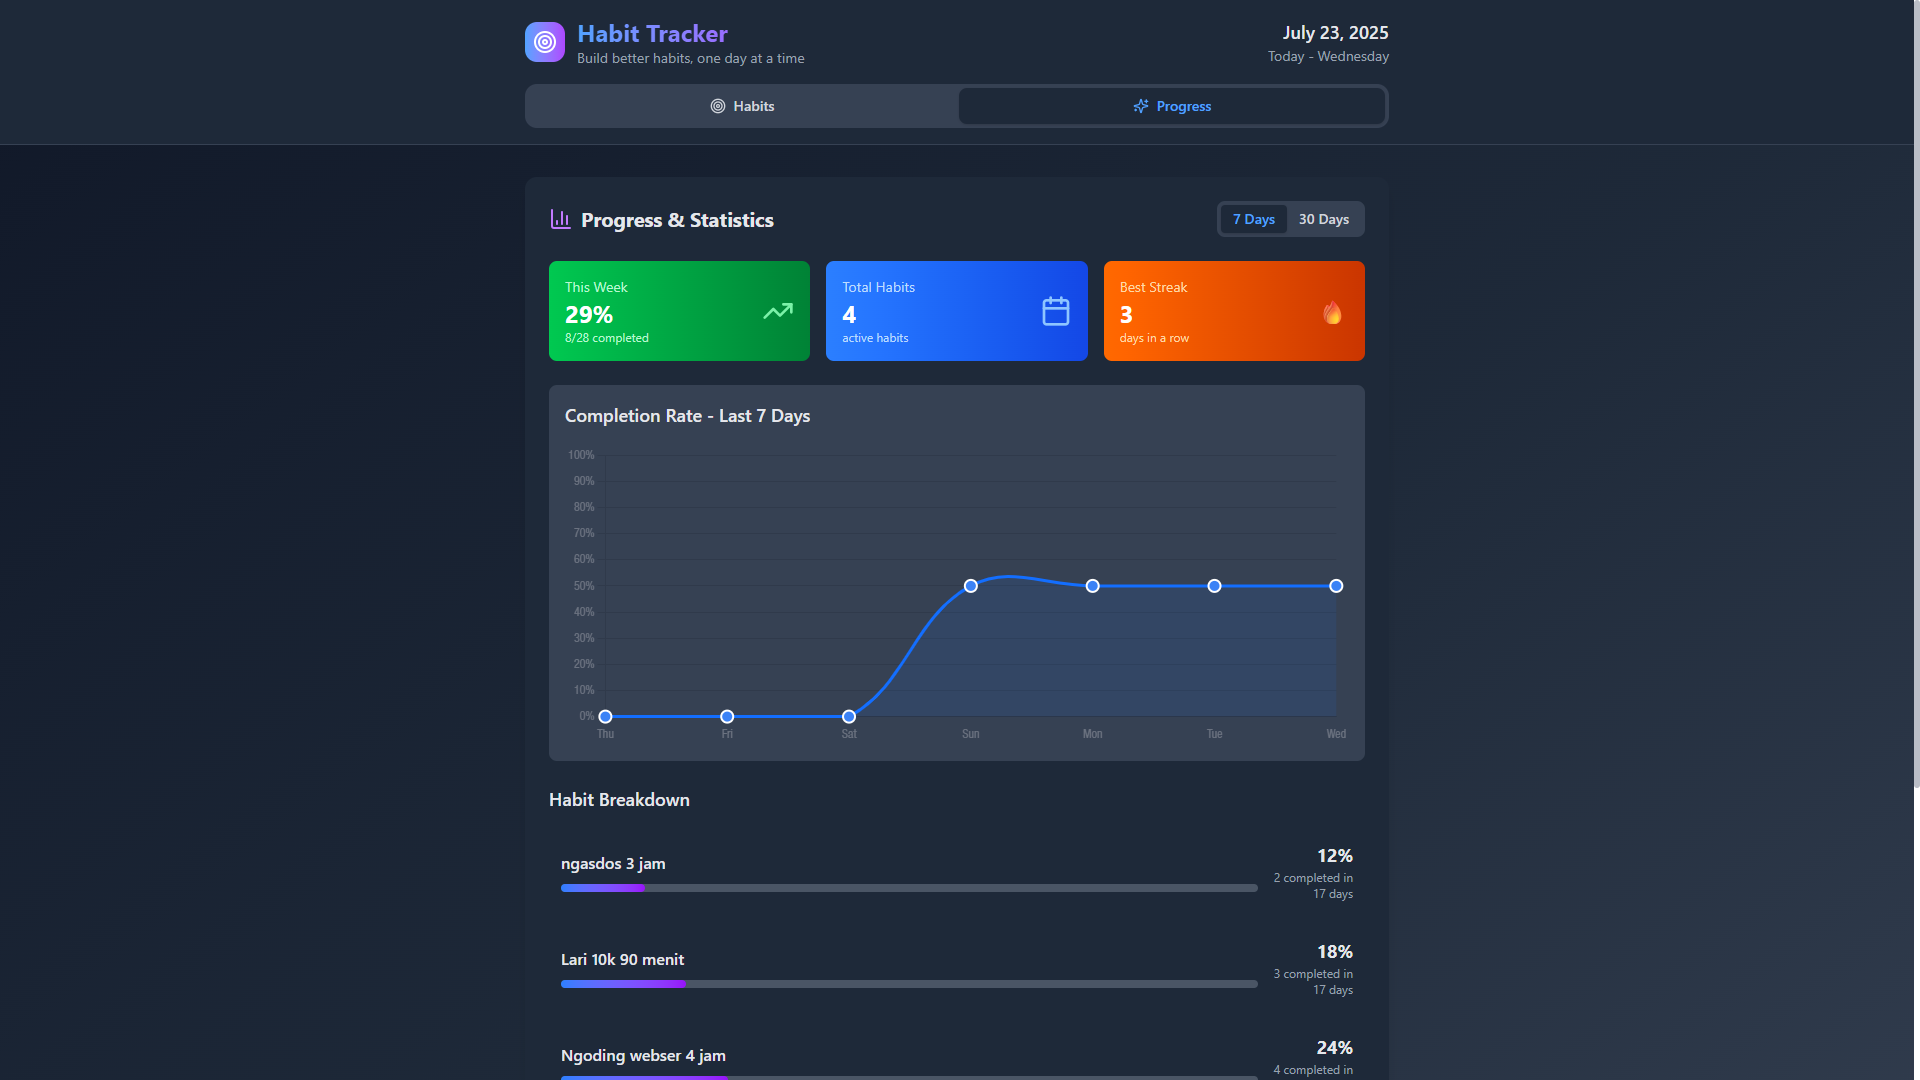 Habit Tracker
Build better habits, one day at a time
July 23, 2025
Today - Wednesday
Habits
Progress
Progress & Statistics
7 Days
30 Days
This Week
29%
8/28 completed
Total Habits
4
active habits
Best Streak
3
days in a row
Completion Rate - Last 7 Days
100%
90%
80%
70%
60%
50%
40%
30%
20%
10%
0%
Thu Fri Sat Sun Mon Tue Wed
Habit Breakdown
ngasdos 3 jam
12%
2 completed in
17 days
Lari 10k 90 menit
18%
3 completed in
17 days
Ngoding webser 4 jam
24%
4 completed in